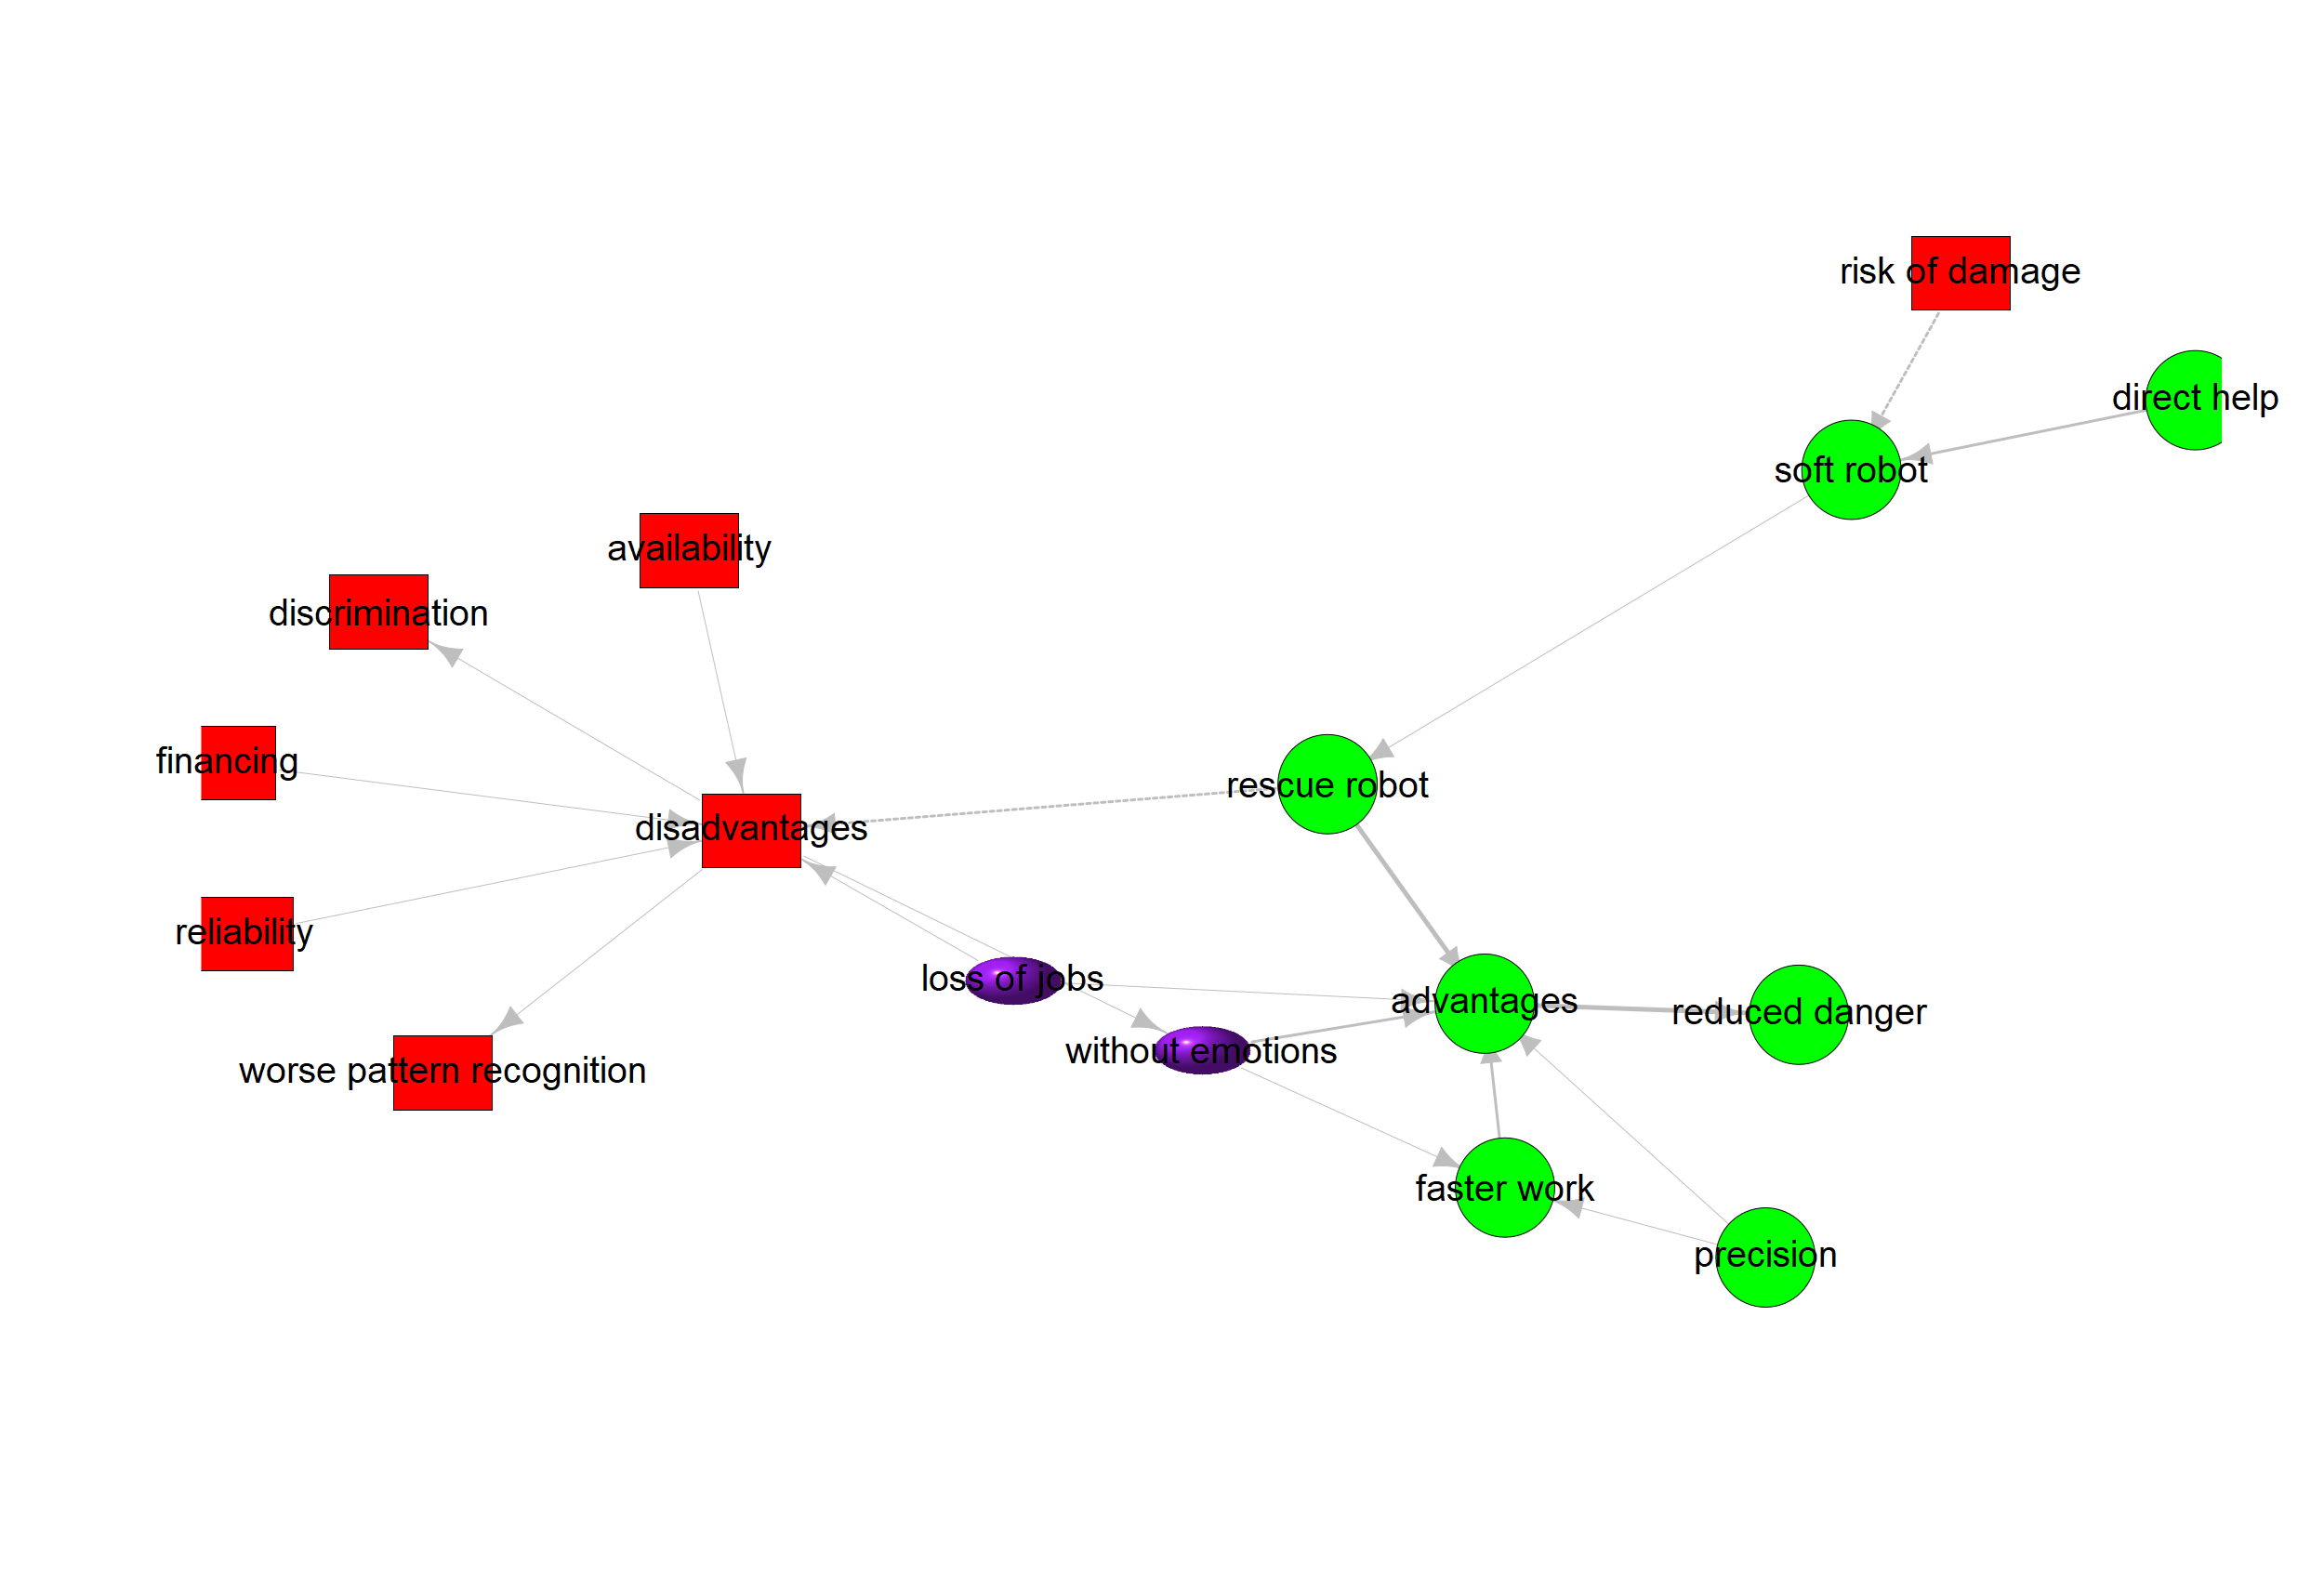 risk of damage
direct help
soft robot
availability
discrimination
financing
rescue robot
disadvantages
reliability
loss of jobs
advantages
reduced danger
without emotions
worse pattern recognition
faster work
precision